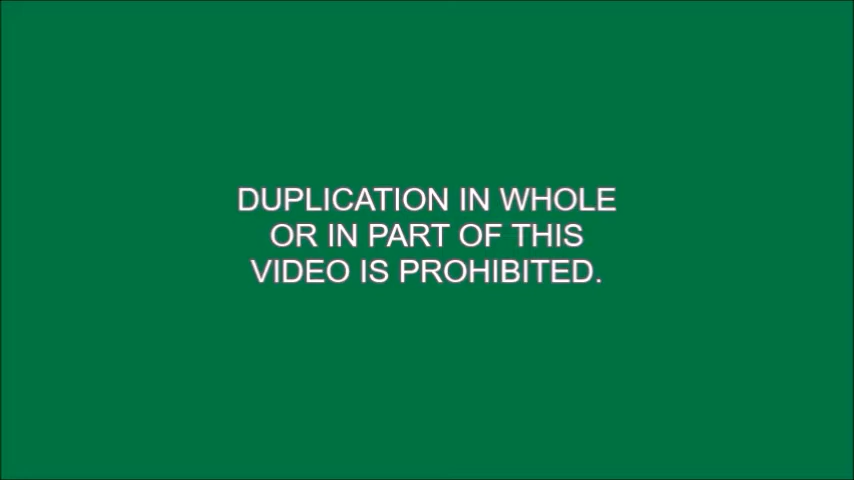 DUPLICATION IN WHOLE
OR IN PART OF THIS
VIDEO IS PROHIBITED.